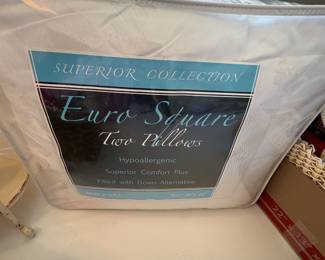 SUPERIOR COLLECTION
Euro Square
Two Pillows
Hypoallergenic
Superior Comfort Plus
Filled with Down Alternative